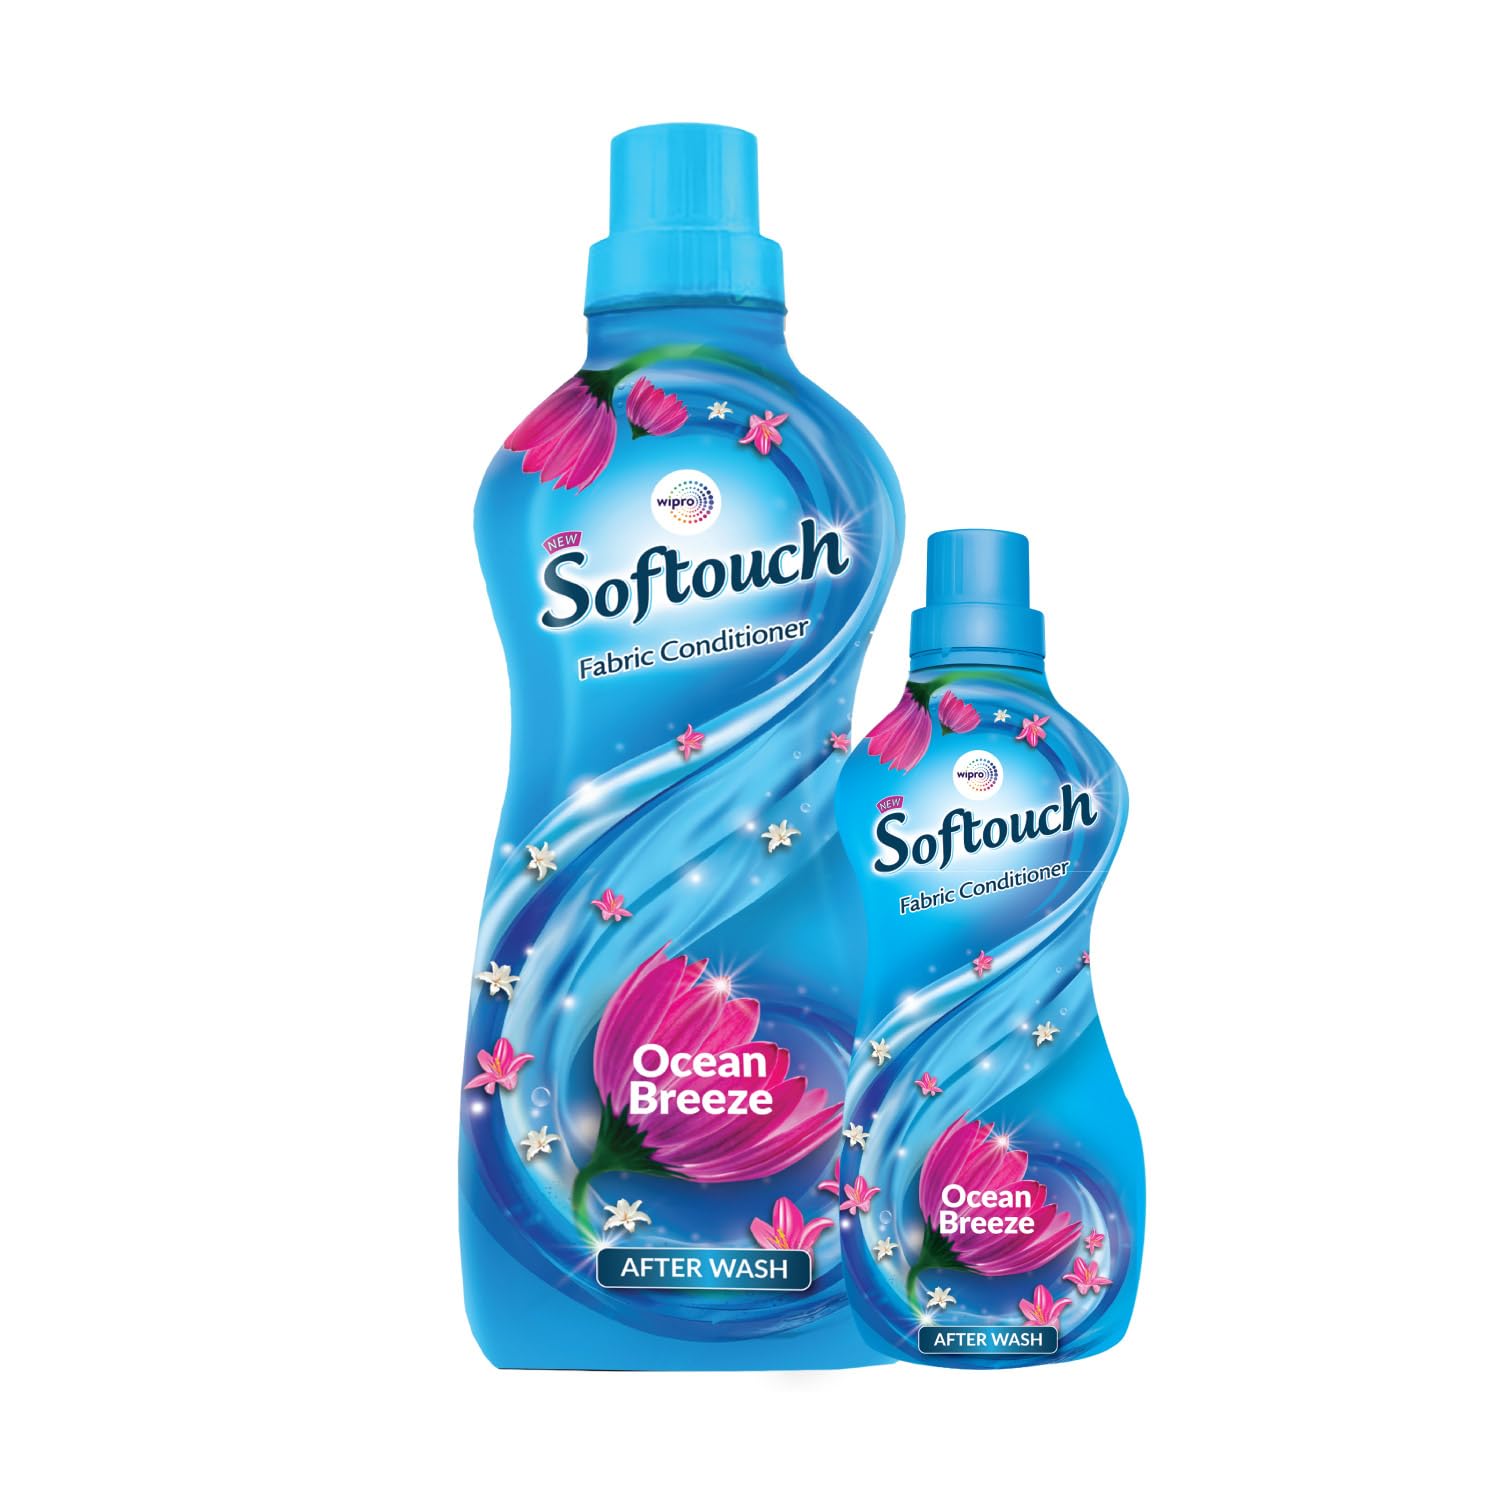 wipro
NEW
Softouch
Fabric Conditioner
Ocean
Breeze
AFTER WASH
wipro
NEW
Softouch
Fabric Conditioner
Ocean
Breeze
AFTER WASH